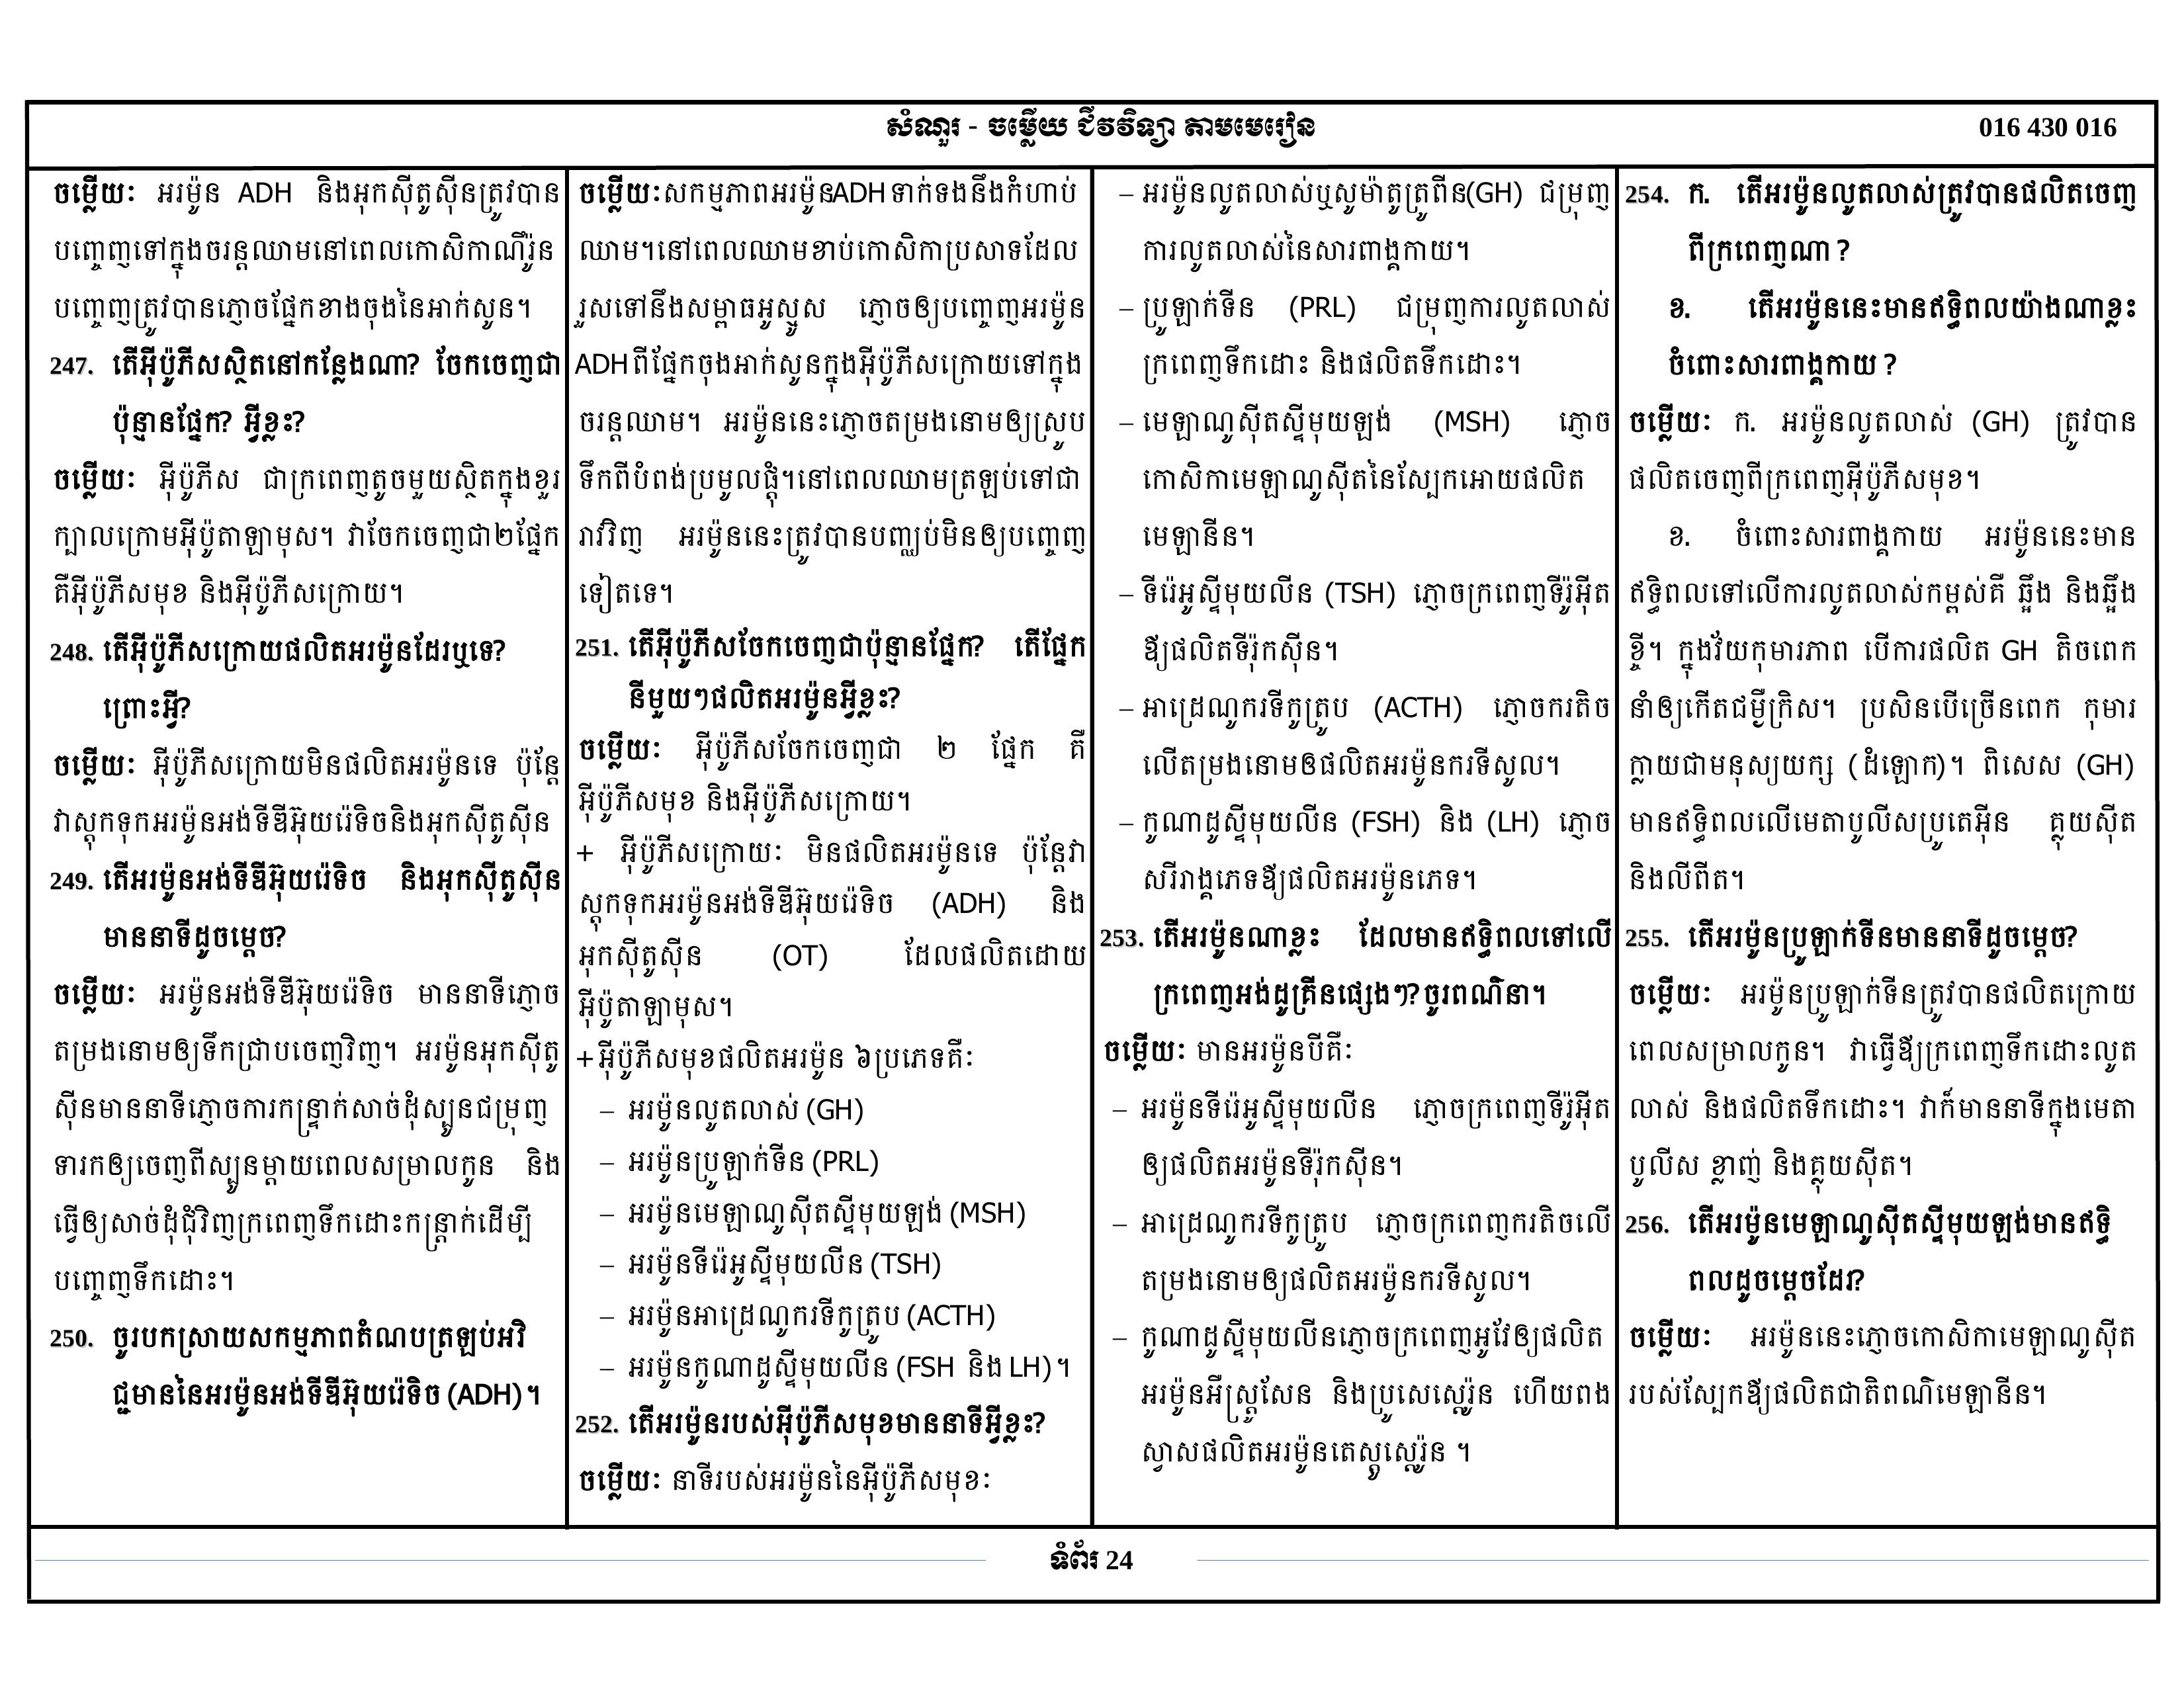 សំណួរ - ចម្លើយ ជីវវិទ្យា តាមមេរៀន
016 430 016
ចម្លើយ: អរម៉ូន ADH និងអុកស៊ីតូស៊ីនត្រូវបាន
បញ្ចេញទៅក្នុងចរន្តឈាមនៅពេលកោសិកាណឺរ៉ូន
បញ្ចេញត្រូវបានភ្ញោចផ្នែកខាងចុងនៃអាក់សូន។
247. តើអ៊ីប៉ូភីសស្ថិតនៅកន្លែងណា? ចែកចេញជា
ប៉ុន្មានផ្នែក? អ្វីខ្លះ?
ចម្លើយ: អ៊ីប៉ូភីស ជាក្រពេញតូចមួយស្ថិតក្នុងខួរ
ក្បាលក្រោមអ៊ីប៉ូតាឡាមុស។ វាចែកចេញជា២ផ្នែក
គឺអ៊ីប៉ូភីសមុខ និងអ៊ីប៉ូភីសក្រោយ។
248. តើអ៊ីប៉ូភីសក្រោយផលិតអរម៉ូនដែរឬទេ?
ព្រោះអ្វី?
ចម្លើយ: អ៊ីប៉ូភីសក្រោយមិនផលិតអរម៉ូនទេ ប៉ុន្តែ
វាស្តុកទុកអរម៉ូនអង់ទីឌីអ៊ុយរ៉េទិចនិងអុកស៊ីតូស៊ីន
249. តើអរម៉ូនអង់ទីឌីអ៊ុយរ៉េទិច និងអុកស៊ីតូស៊ីន
មាននាទីដូចម្តេច?
ចម្លើយ: អរម៉ូនអង់ទីឌីអ៊ុយរ៉េទិច មាននាទីភ្ញោច
តម្រងនោមឲ្យទឹកជ្រាបចេញវិញ។ អរម៉ូនអុកស៊ីតូ
ស៊ីនមាននាទីភ្ញោចការកន្ត្រាក់សាច់ដុំស្បូនជម្រុញ
ទារកឲ្យចេញពីស្បូនម្តាយពេលសម្រាលកូន និង
ធ្វើឲ្យសាច់ដុំជុំវិញក្រពេញទឹកដោះកន្ត្រាក់ដើម្បី
បញ្ចេញទឹកដោះ។
250. ចូរបកស្រាយសកម្មភាពតំណបត្រឡប់អវិ
ជ្ជមាននៃអរម៉ូនអង់ទីឌីអ៊ុយរ៉េទិច (ADH) ។
ចម្លើយ:សកម្មភាពអរម៉ូនADH ទាក់ទងនឹងកំហាប់
ឈាម។នៅពេលឈាមខាប់កោសិកាប្រសាទដែល
រួសទៅនឹងសម្ពាធអូស្មូស ភ្ញោចឲ្យបញ្ចេញអរម៉ូន
ADH ពីផ្នែកចុងអាក់សូនក្នុងអ៊ីប៉ូភីសក្រោយទៅក្នុង
ចរន្តឈាម។ អរម៉ូននេះភ្ញោចតម្រងនោមឲ្យស្រូប
ទឹកពីបំពង់ប្រមូលផ្តុំ។នៅពេលឈាមត្រឡប់ទៅជា
រាវវិញ អរម៉ូននេះត្រូវបានបញ្ឈប់មិនឲ្យបញ្ចេញ
ទៀតទេ។
251. តើអ៊ីប៉ូភីសចែកចេញជាប៉ុន្មានផ្នែក? តើផ្នែក
នីមួយៗផលិតអរម៉ូនអ្វីខ្លះ?
ចម្លើយ: អ៊ីប៉ូភីសចែកចេញជា ២ ផ្នែក គឺ
អ៊ីប៉ូភីសមុខ និងអ៊ីប៉ូភីសក្រោយ។
+ អ៊ីប៉ូភីសក្រោយ: មិនផលិតអរម៉ូនទេ ប៉ុន្តែវា
ស្តុកទុកអរម៉ូនអង់ទីឌីអ៊ុយរ៉េទិច (ADH) និង
អុកស៊ីតូស៊ីន (OT) ដែលផលិតដោយ
អ៊ីប៉ូតាឡាមុស។
+ អ៊ីប៉ូភីសមុខផលិតអរម៉ូន ៦ប្រភេទគឺ:
– អរម៉ូនលូតលាស់ (GH)
– អរម៉ូនប្រូឡាក់ទីន (PRL)
– អរម៉ូនមេឡាណូស៊ីតស្ទីមុយឡង់ (MSH)
– អរម៉ូនទីរ៉េអូស្ទីមុយលីន (TSH)
– អរម៉ូនអាដ្រេណូករទីកូត្រូប (ACTH)
– អរម៉ូនកូណាដូស្ទីមុយលីន (FSH និង LH) ។
252. តើអរម៉ូនរបស់អ៊ីប៉ូភីសមុខមាននាទីអ្វីខ្លះ?
ចម្លើយ: នាទីរបស់អរម៉ូននៃអ៊ីប៉ូភីសមុខ:
– អរម៉ូនលូតលាស់ឬសូម៉ាតូត្រូពីន(GH) ជម្រុញ
ការលូតលាស់នៃសារពាង្គកាយ។
– ប្រូឡាក់ទីន (PRL) ជម្រុញការលូតលាស់
ក្រពេញទឹកដោះ និងផលិតទឹកដោះ។
– មេឡាណូស៊ីតស្ទីមុយឡង់ (MSH) ភ្ញោច
កោសិកាមេឡាណូស៊ីតនៃស្បែកអោយផលិត
មេឡានីន។
– ទីរ៉េអូស្ទីមុយលីន (TSH) ភ្ញោចក្រពេញទីរ៉ូអ៊ីត
ឱ្យផលិតទីរ៉ុកស៊ីន។
– អាដ្រេណូករទីកូត្រូប (ACTH) ភ្ញោចករតិច
លើតម្រងនោមឲផលិតអរម៉ូនករទីសូល។
– កូណាដូស្ទីមុយលីន (FSH) និង (LH) ភ្ញោច
សរីរាង្គភេទឱ្យផលិតអរម៉ូនភេទ។
253. តើអរម៉ូនណាខ្លះ ដែលមានឥទ្ធិពលទៅលើ
ក្រពេញអង់ដូគ្រីនផ្សេងៗ? ចូរពណ៌នា។
ចម្លើយ: មានអរម៉ូនបីគឺ:
– អរម៉ូនទីរ៉េអូស្ទីមុយលីន ភ្ញោចក្រពេញទីរ៉ូអ៊ីត
ឲ្យផលិតអរម៉ូនទីរ៉ុកស៊ីន។
– អាដ្រេណូករទីកូត្រូប ភ្ញោចក្រពេញករតិចលើ
តម្រងនោមឲ្យផលិតអរម៉ូនករទីសូល។
– កូណាដូស្ទីមុយលីនភ្ញោចក្រពេញអូវែឲ្យផលិត
អរម៉ូនអឺស្ត្រូសែន និងប្រូសេស្តេរ៉ូន ហើយពង
ស្វាសផលិតអរម៉ូនតេស្តូស្តេរ៉ូន ។
254. ក. តើអរម៉ូនលូតលាស់ត្រូវបានផលិតចេញ
ពីក្រពេញណា ?
ខ. តើអរម៉ូននេះមានឥទ្ធិពលយ៉ាងណាខ្លះ
ចំពោះសារពាង្គកាយ ?
ចម្លើយ: ក. អរម៉ូនលូតលាស់ (GH) ត្រូវបាន
ផលិតចេញពីក្រពេញអ៊ីប៉ូភីសមុខ។
ខ. ចំពោះសារពាង្គកាយ អរម៉ូននេះមាន
ឥទ្ធិពលទៅលើការលូតលាស់កម្ពស់គឺ ឆ្អឹង និងឆ្អឹង
ខ្ចី។ ក្នុងវ័យកុមារភាព បើការផលិត GH តិចពេក
នាំឲ្យកើតជម្ងឺក្រិស។ ប្រសិនបើច្រើនពេក កុមារ
ក្លាយជាមនុស្សយក្ស (ដំឡោក)។ ពិសេស (GH)
មានឥទ្ធិពលលើមេតាបូលីសប្រូតេអ៊ីន គ្លុយស៊ីត
និងលីពីត។
255. តើអរម៉ូនប្រូឡាក់ទីនមាននាទីដូចម្តេច?
ចម្លើយ: អរម៉ូនប្រូឡាក់ទីនត្រូវបានផលិតក្រោយ
ពេលសម្រាលកូន។ វាធ្វើឱ្យក្រពេញទឹកដោះលូត
លាស់ និងផលិតទឹកដោះ។ វាក៏មាននាទីក្នុងមេតា
បូលីស ខ្លាញ់ និងគ្លុយស៊ីត។
256. តើអរម៉ូនមេឡាណូស៊ីតស្ទីមុយឡង់មានឥទ្ធិ
ពលដូចម្តេចដែរ?
ចម្លើយ: អរម៉ូននេះភ្ញោចកោសិកាមេឡាណូស៊ីត
របស់ស្បែកឱ្យផលិតជាតិពណ៌មេឡានីន។
ទំព័រ 24